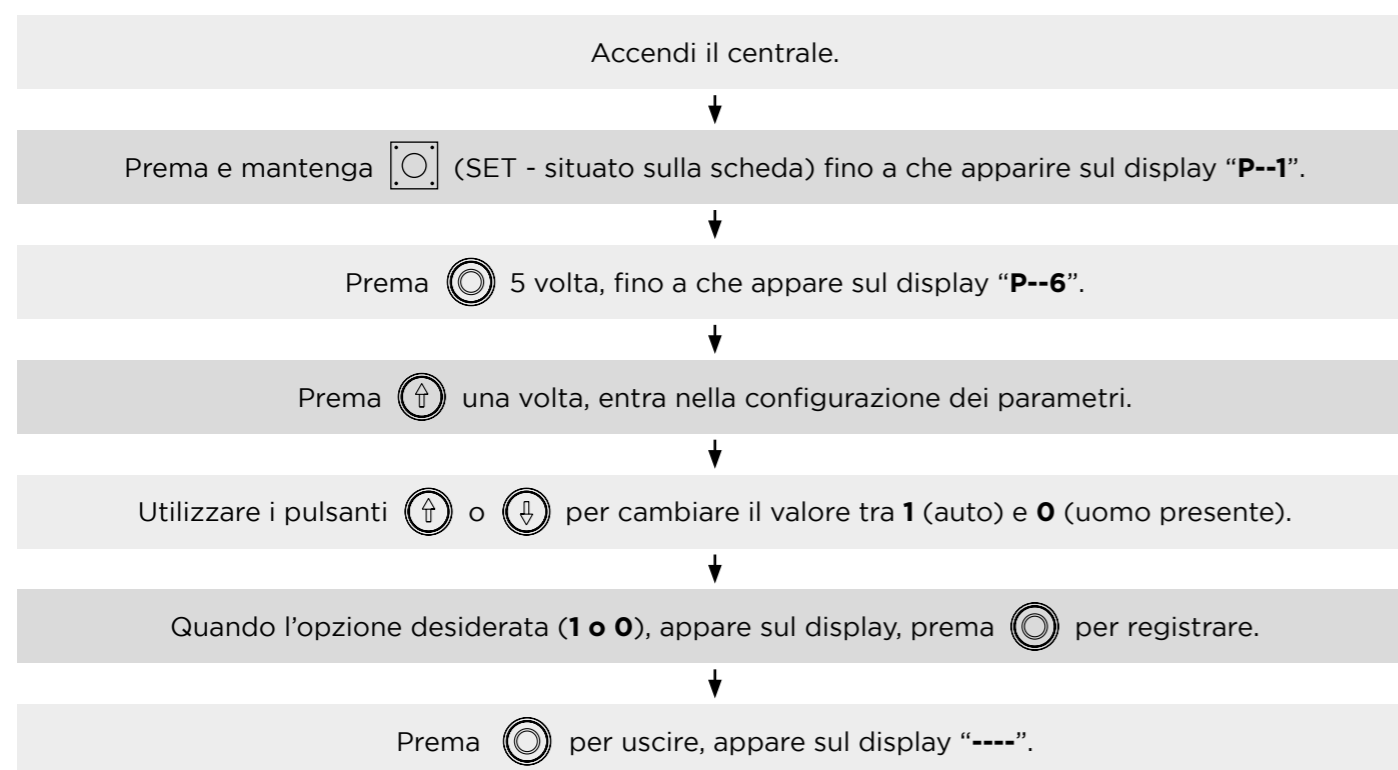 Accendi il centrale.
Prema e mantenga (SET - situato sulla scheda) fino a che apparire sul display “P--1”.
Prema 5 volta, fino a che appare sul display “P--6”.
Prema una volta, entra nella configurazione dei parametri.
Utilizzare i pulsanti o per cambiare il valore tra 1 (auto) e 0 (uomo presente).
Quando l’opzione desiderata (1 o 0), appare sul display, prema per registrare.
Prema per uscire, appare sul display “----”.